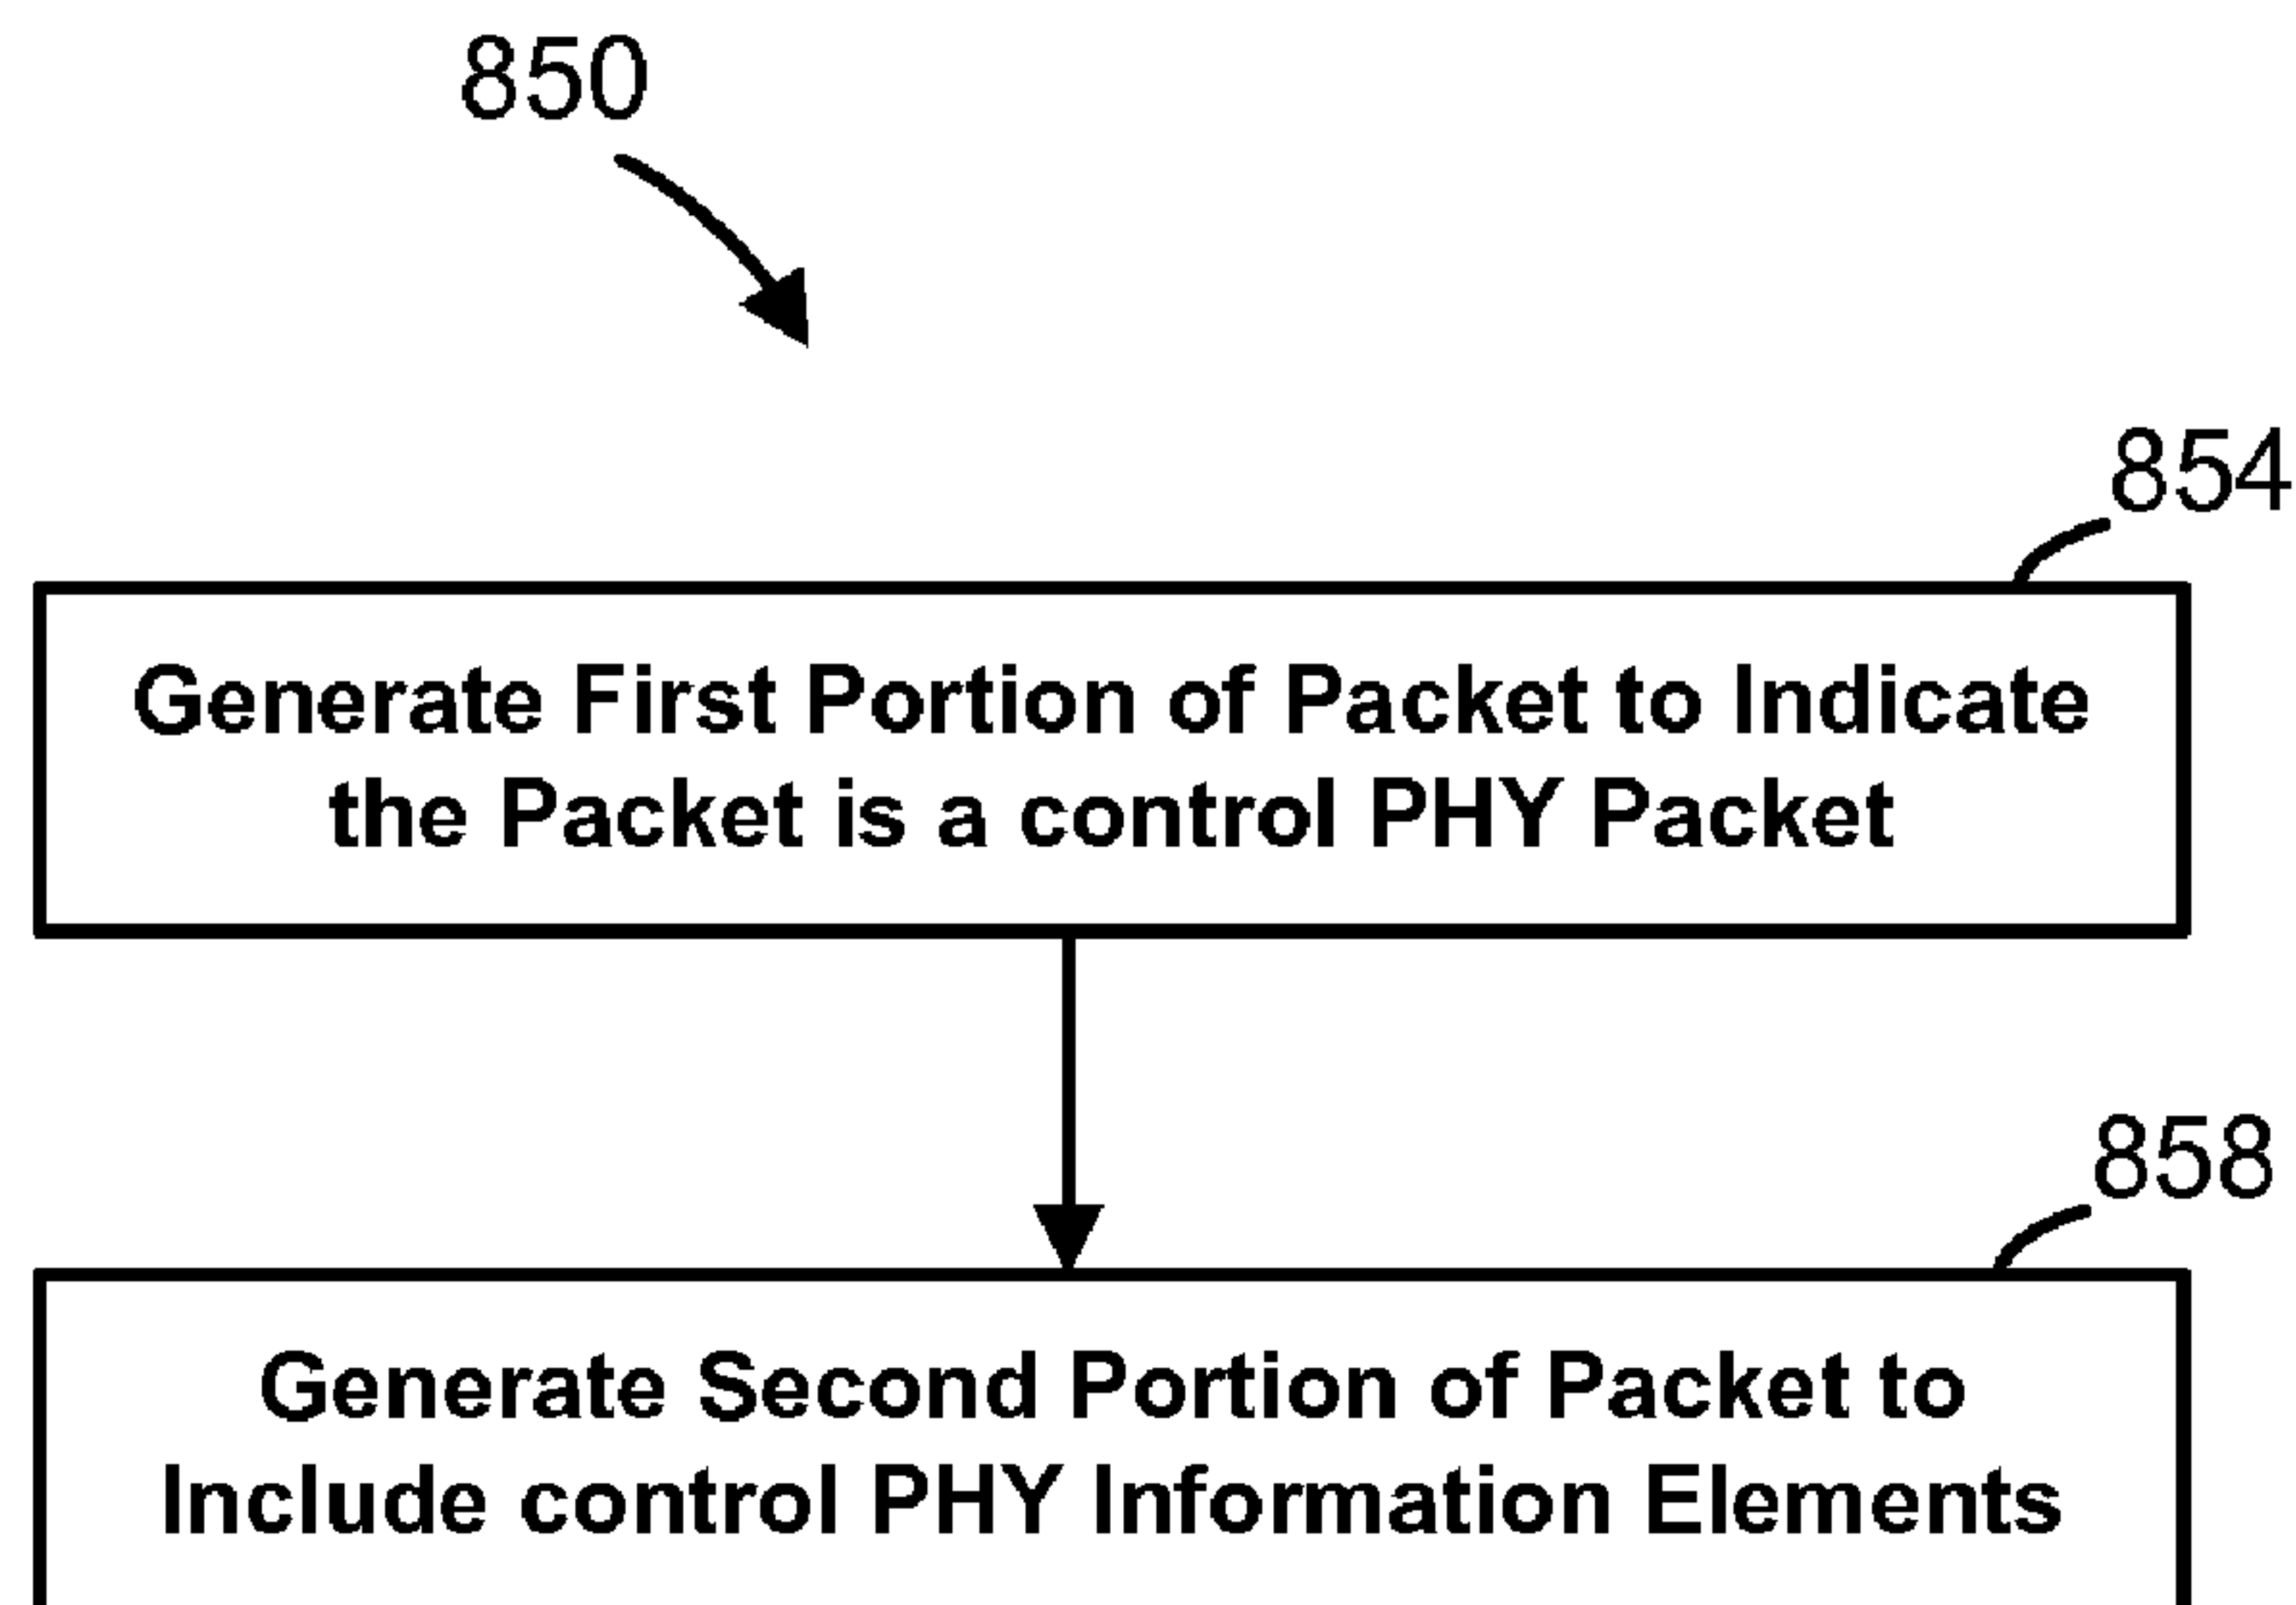 850
854
Generate First Portion of Packet to Indicate
the Packet is a control PHY Packet
858
Generate Second Portion of Packet to
Include control PHY Information Elements